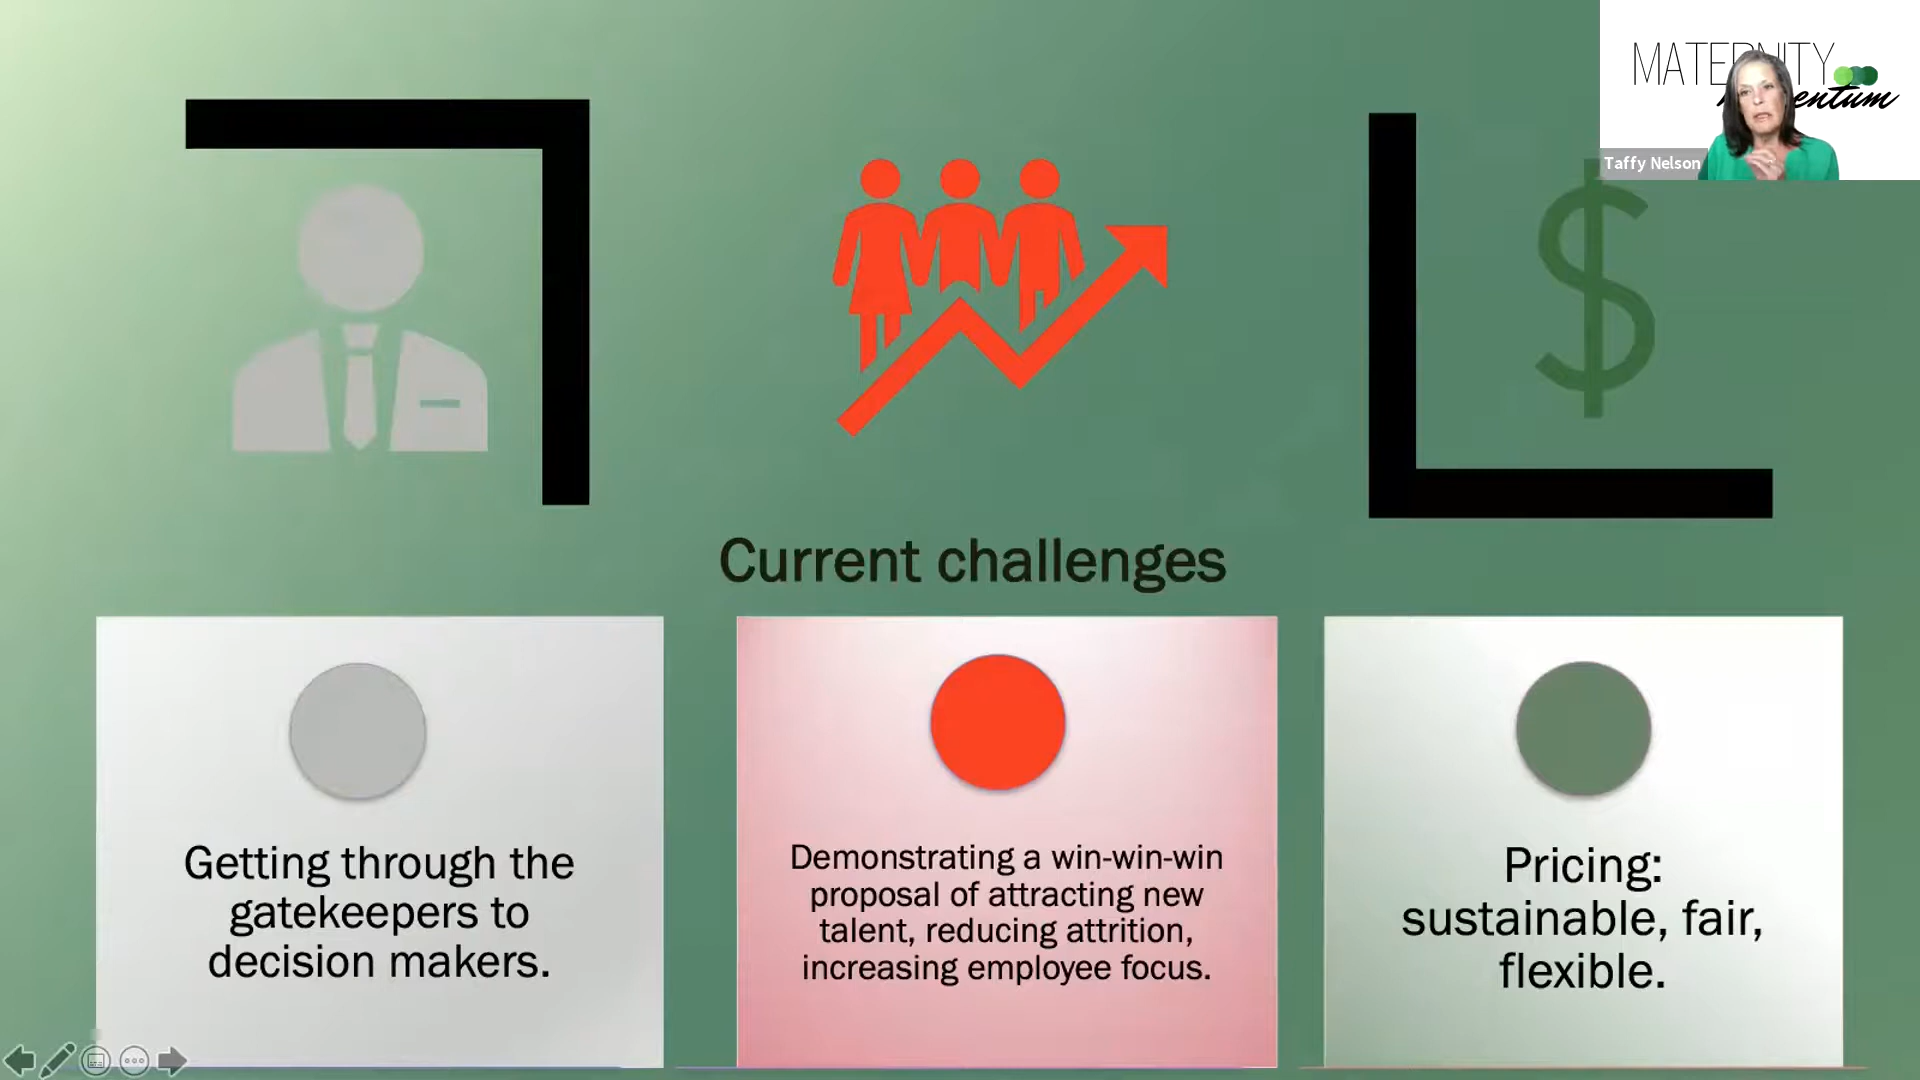 MATERNITY
entum
Taffy Nelson
$
Current challenges
Getting through the
gatekeepers to
decision makers.
Demonstrating a win-win-win
proposal of attracting new
talent, reducing attrition,
increasing employee focus.
Pricing:
sustainable, fair,
flexible.